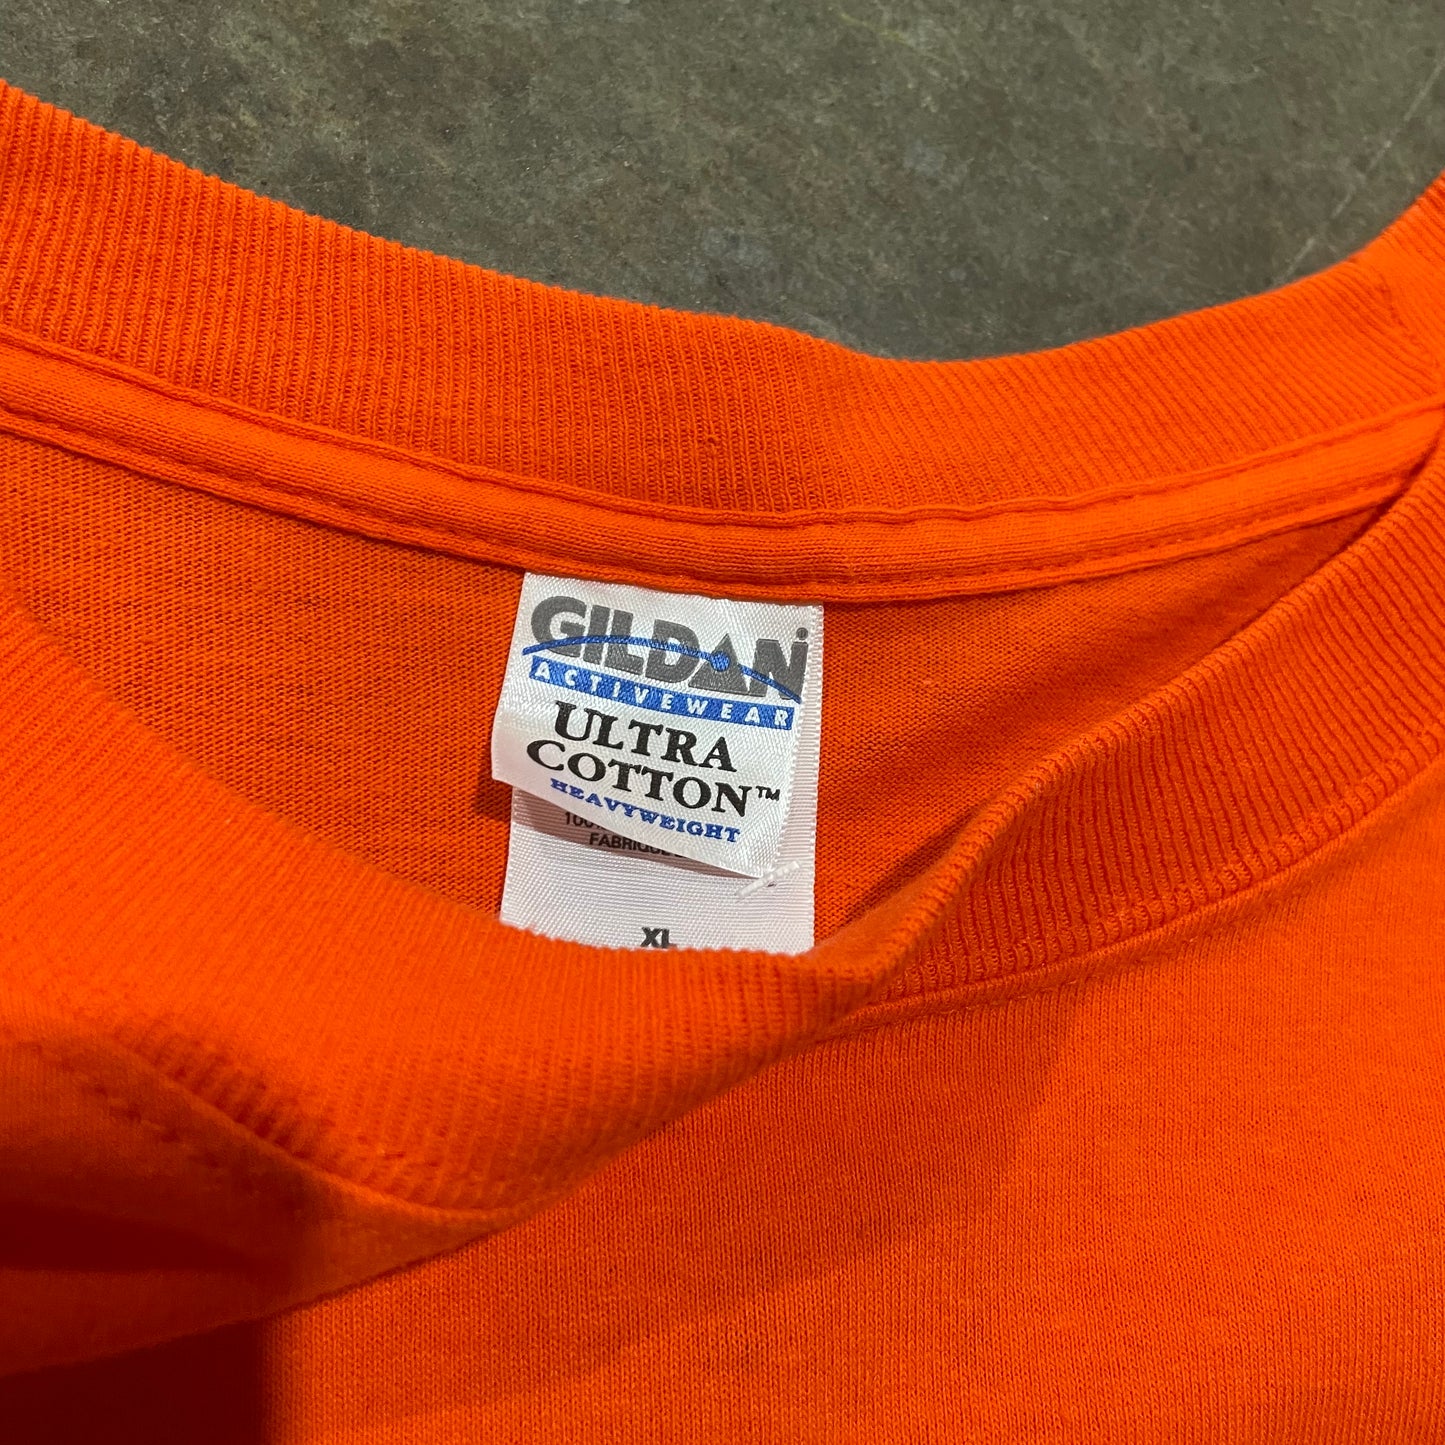 GILDAN
ACTIVEWEAR
ULTRA
COTTON™
HEAVYWEIGHT
XL